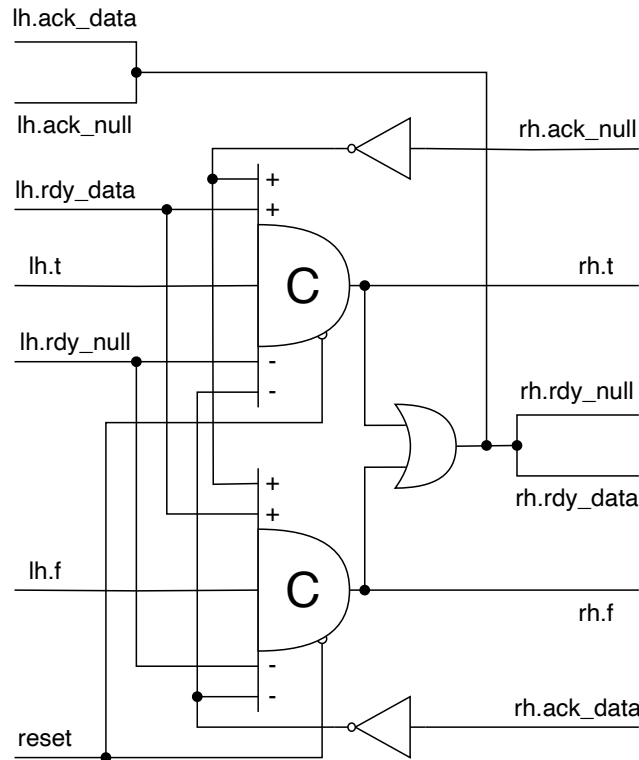 lh.ack_data
lh.ack_null
rh.ack_null
lh.rdy_data
+
+
lh.t
C
rh.t
lh.rdy_null
-
-
rh.rdy_null
rh.rdy_data
+
+
lh.f
C
rh.f
-
-
rh.ack_data
reset